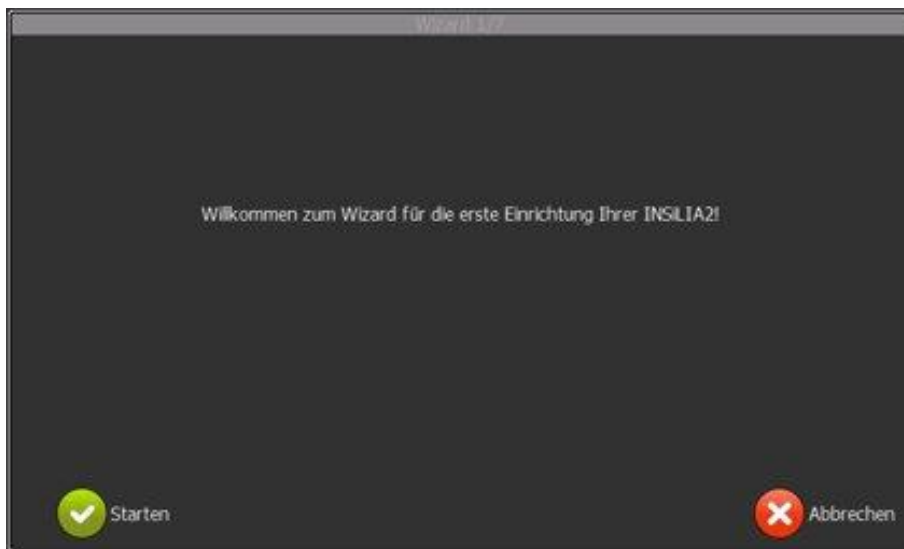 Wizard 1/7
Willkommen zum Wizard für die erste Einrichtung Ihrer INSILIA2!
Starten
Abbrechen